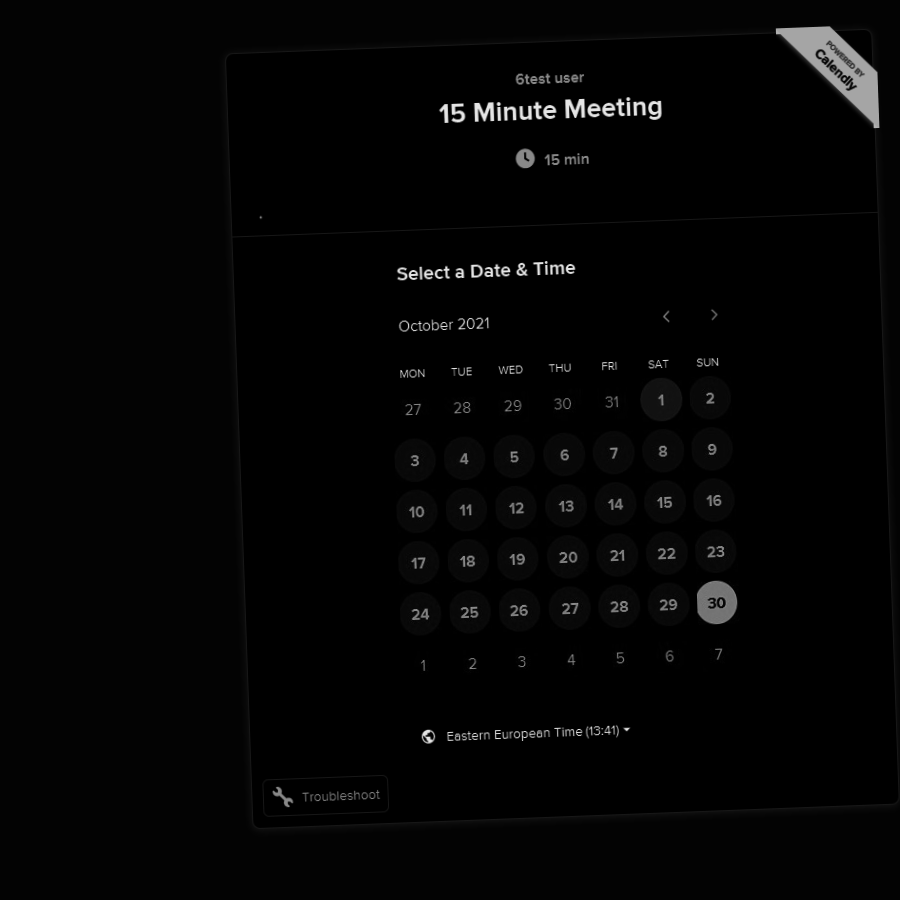 POWERED BY
Calendly
6test user
15 Minute Meeting
15 min
.
Select a Date & Time
October 2021
MON TUE WED THU FRI SAT SUN
27 28 29 30 31 1 2
3 4 5 6 7 8 9
10 11 12 13 14 15 16
17 18 19 20 21 22 23
24 25 26 27 28 29 30
1 2 3 4 5 6 7
Eastern European Time (13:41)
Troubleshoot